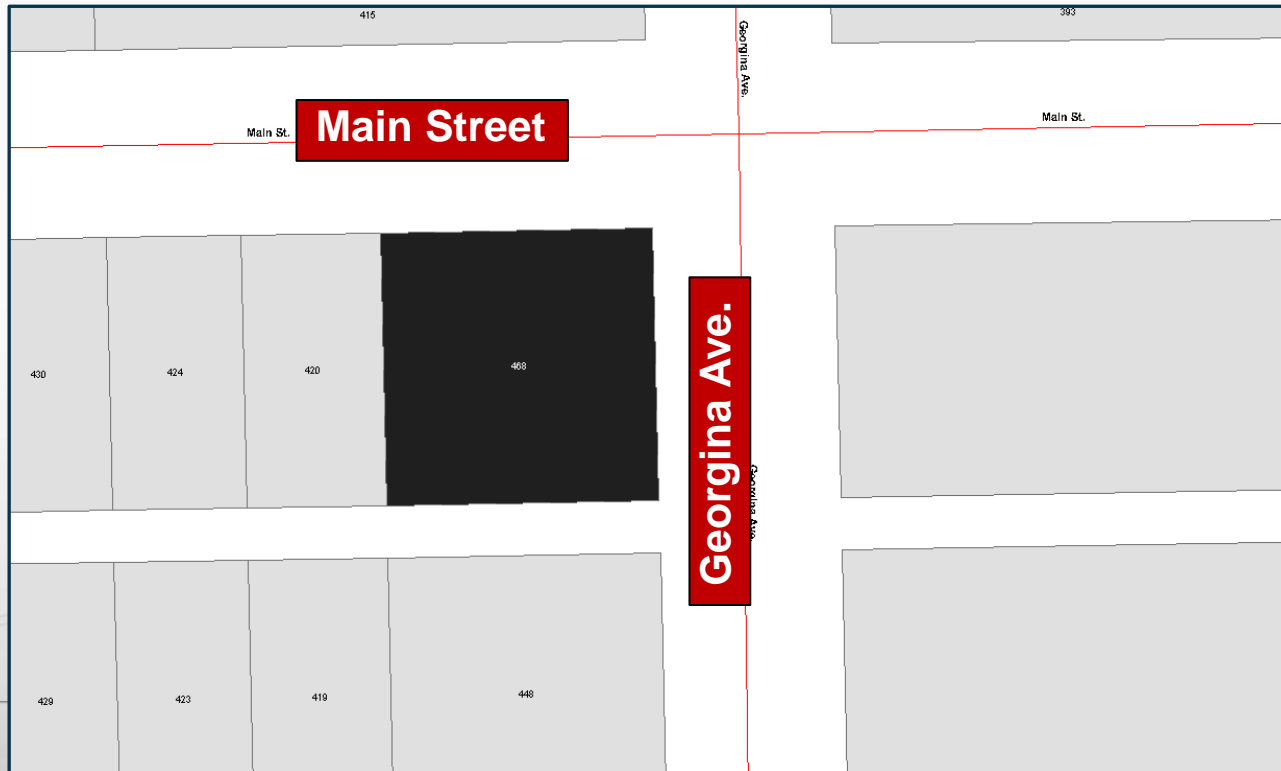 415
393
Georgina Ave.
Main St.
Main Street
Main St.
430
424
420
468
Georgina Ave.
Georgina Ave.
429
423
419
448